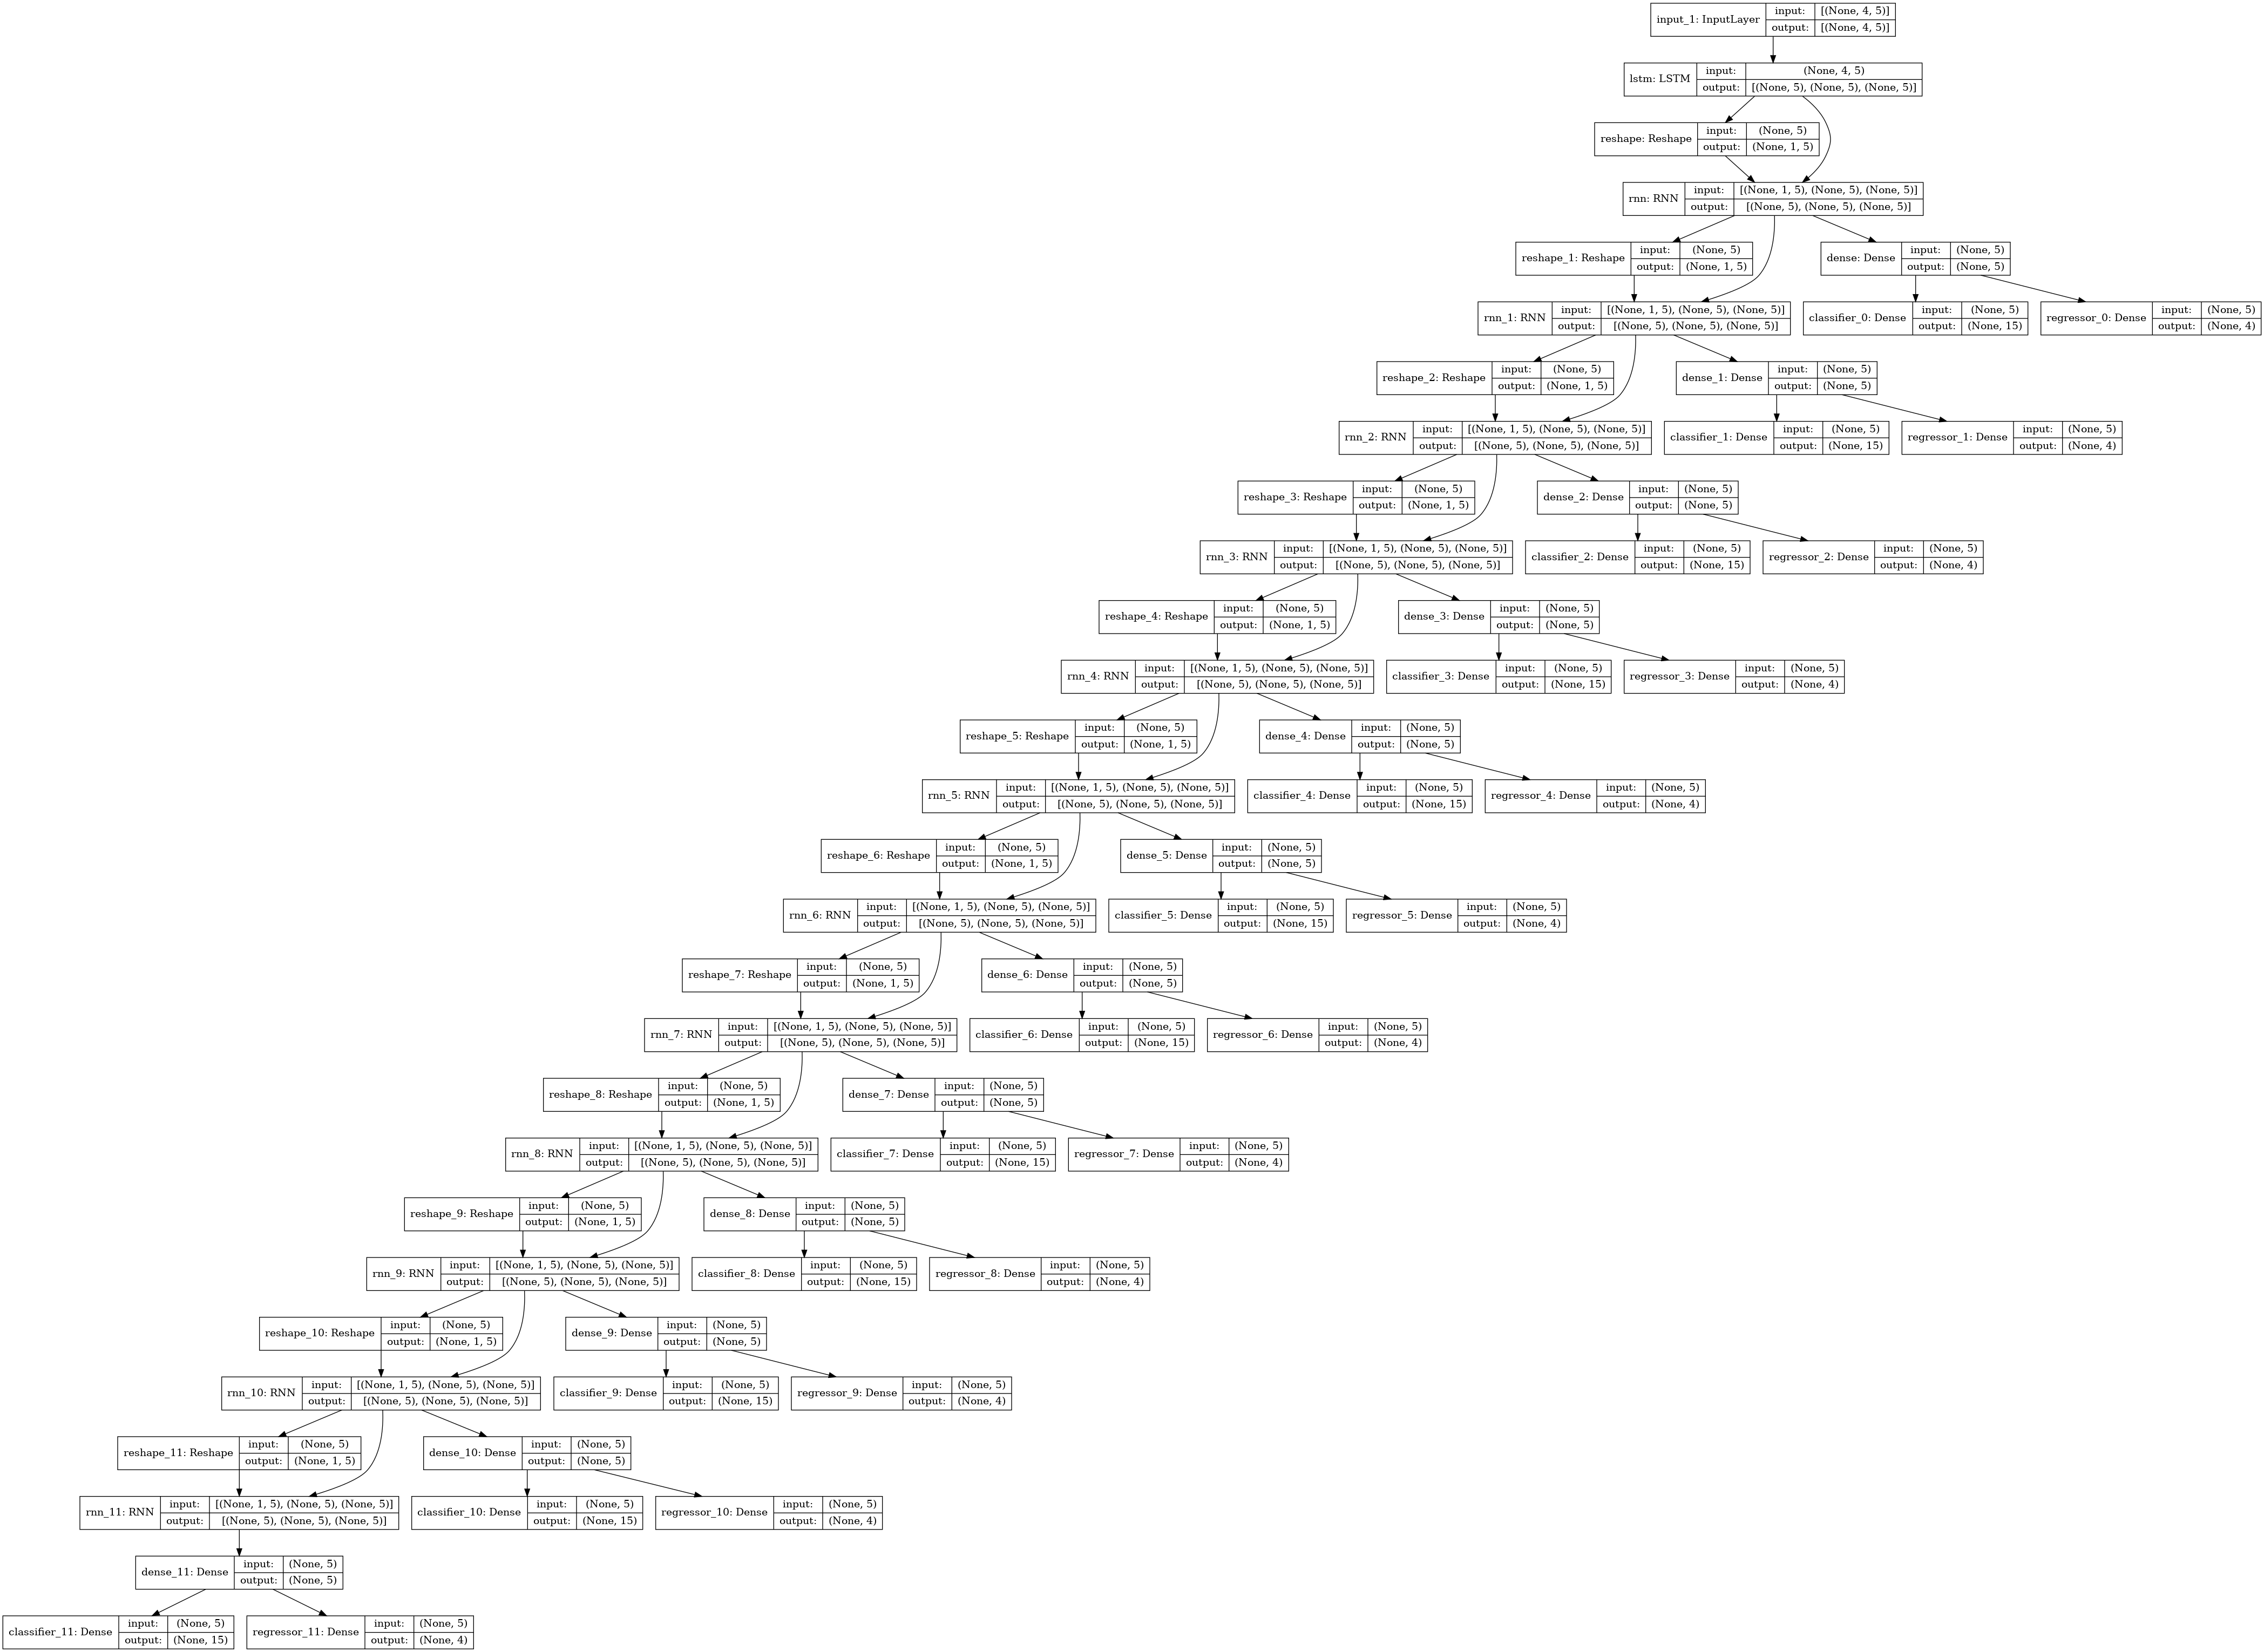 input_1: InputLayer
input: [(None, 4, 5)]
output: [(None, 4, 5)]
lstm: LSTM
input: (None, 4, 5)
output: [(None, 5), (None, 5), (None, 5)]
reshape: Reshape
input: (None, 5)
output: (None, 1, 5)
rnn: RNN
input: [(None, 1, 5), (None, 5), (None, 5)]
output: [(None, 5), (None, 5), (None, 5)]
reshape_1: Reshape
input: (None, 5)
output: (None, 1, 5)
dense: Dense
input: (None, 5)
output: (None, 5)
rnn_1: RNN
input: [(None, 1, 5), (None, 5), (None, 5)]
output: [(None, 5), (None, 5), (None, 5)]
classifier_0: Dense
input: (None, 5)
output: (None, 15)
regressor_0: Dense
input: (None, 5)
output: (None, 4)
reshape_2: Reshape
input: (None, 5)
output: (None, 1, 5)
dense_1: Dense
input: (None, 5)
output: (None, 5)
rnn_2: RNN
input: [(None, 1, 5), (None, 5), (None, 5)]
output: [(None, 5), (None, 5), (None, 5)]
classifier_1: Dense
input: (None, 5)
output: (None, 15)
regressor_1: Dense
input: (None, 5)
output: (None, 4)
reshape_3: Reshape
input: (None, 5)
output: (None, 1, 5)
dense_2: Dense
input: (None, 5)
output: (None, 5)
rnn_3: RNN
input: [(None, 1, 5), (None, 5), (None, 5)]
output: [(None, 5), (None, 5), (None, 5)]
classifier_2: Dense
input: (None, 5)
output: (None, 15)
regressor_2: Dense
input: (None, 5)
output: (None, 4)
reshape_4: Reshape
input: (None, 5)
output: (None, 1, 5)
dense_3: Dense
input: (None, 5)
output: (None, 5)
rnn_4: RNN
input: [(None, 1, 5), (None, 5), (None, 5)]
output: [(None, 5), (None, 5), (None, 5)]
classifier_3: Dense
input: (None, 5)
output: (None, 15)
regressor_3: Dense
input: (None, 5)
output: (None, 4)
reshape_5: Reshape
input: (None, 5)
output: (None, 1, 5)
dense_4: Dense
input: (None, 5)
output: (None, 5)
rnn_5: RNN
input: [(None, 1, 5), (None, 5), (None, 5)]
output: [(None, 5), (None, 5), (None, 5)]
classifier_4: Dense
input: (None, 5)
output: (None, 15)
regressor_4: Dense
input: (None, 5)
output: (None, 4)
reshape_6: Reshape
input: (None, 5)
output: (None, 1, 5)
dense_5: Dense
input: (None, 5)
output: (None, 5)
rnn_6: RNN
input: [(None, 1, 5), (None, 5), (None, 5)]
output: [(None, 5), (None, 5), (None, 5)]
classifier_5: Dense
input: (None, 5)
output: (None, 15)
regressor_5: Dense
input: (None, 5)
output: (None, 4)
reshape_7: Reshape
input: (None, 5)
output: (None, 1, 5)
dense_6: Dense
input: (None, 5)
output: (None, 5)
rnn_7: RNN
input: [(None, 1, 5), (None, 5), (None, 5)]
output: [(None, 5), (None, 5), (None, 5)]
classifier_6: Dense
input: (None, 5)
output: (None, 15)
regressor_6: Dense
input: (None, 5)
output: (None, 4)
reshape_8: Reshape
input: (None, 5)
output: (None, 1, 5)
dense_7: Dense
input: (None, 5)
output: (None, 5)
rnn_8: RNN
input: [(None, 1, 5), (None, 5), (None, 5)]
output: [(None, 5), (None, 5), (None, 5)]
classifier_7: Dense
input: (None, 5)
output: (None, 15)
regressor_7: Dense
input: (None, 5)
output: (None, 4)
reshape_9: Reshape
input: (None, 5)
output: (None, 1, 5)
dense_8: Dense
input: (None, 5)
output: (None, 5)
rnn_9: RNN
input: [(None, 1, 5), (None, 5), (None, 5)]
output: [(None, 5), (None, 5), (None, 5)]
classifier_8: Dense
input: (None, 5)
output: (None, 15)
regressor_8: Dense
input: (None, 5)
output: (None, 4)
reshape_10: Reshape
input: (None, 5)
output: (None, 1, 5)
dense_9: Dense
input: (None, 5)
output: (None, 5)
rnn_10: RNN
input: [(None, 1, 5), (None, 5), (None, 5)]
output: [(None, 5), (None, 5), (None, 5)]
classifier_9: Dense
input: (None, 5)
output: (None, 15)
regressor_9: Dense
input: (None, 5)
output: (None, 4)
reshape_11: Reshape
input: (None, 5)
output: (None, 1, 5)
dense_10: Dense
input: (None, 5)
output: (None, 5)
rnn_11: RNN
input: [(None, 1, 5), (None, 5), (None, 5)]
output: [(None, 5), (None, 5), (None, 5)]
classifier_10: Dense
input: (None, 5)
output: (None, 15)
regressor_10: Dense
input: (None, 5)
output: (None, 4)
dense_11: Dense
input: (None, 5)
output: (None, 5)
classifier_11: Dense
input: (None, 5)
output: (None, 15)
regressor_11: Dense
input: (None, 5)
output: (None, 4)